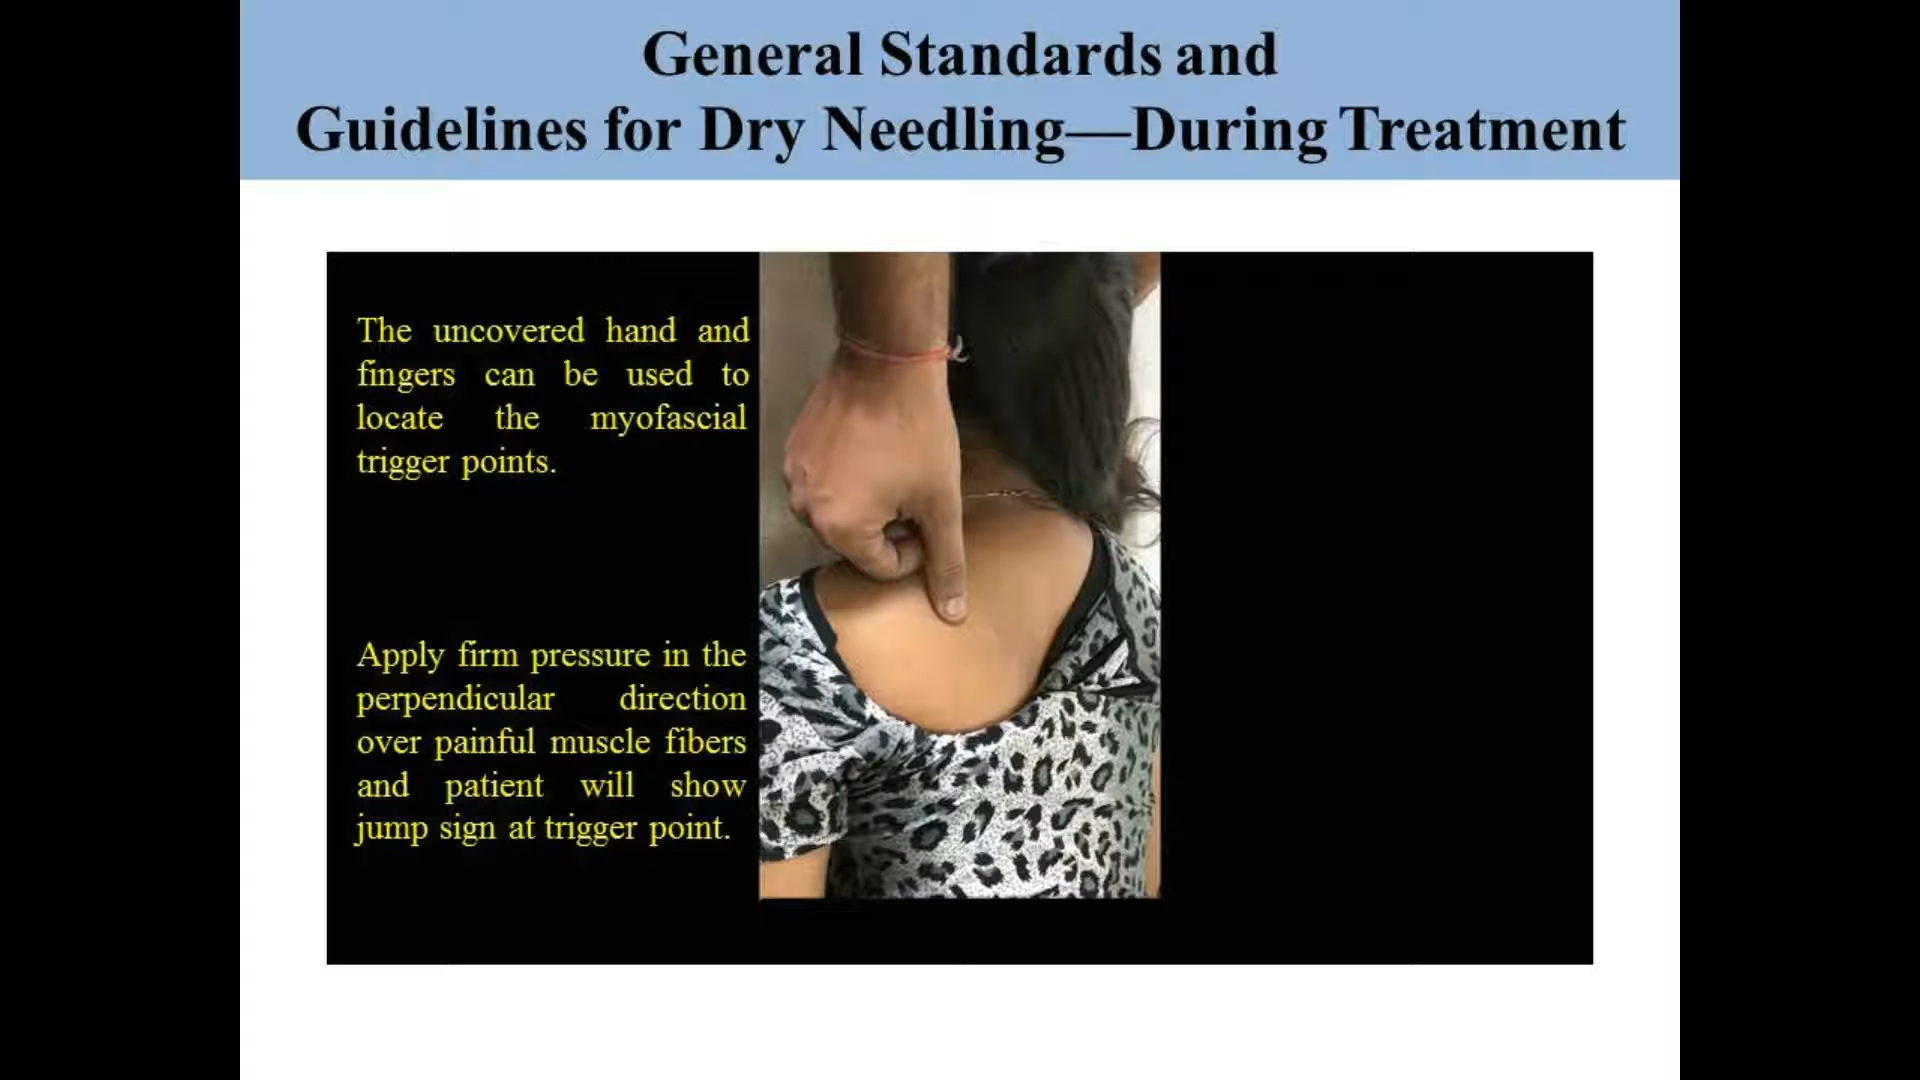 General Standards and
Guidelines for Dry Needling—During Treatment
The uncovered hand and
fingers can be used to
locate the myofascial
trigger points.
Apply firm pressure in the
perpendicular direction
over painful muscle fibers
and patient will show
jump sign at trigger point.